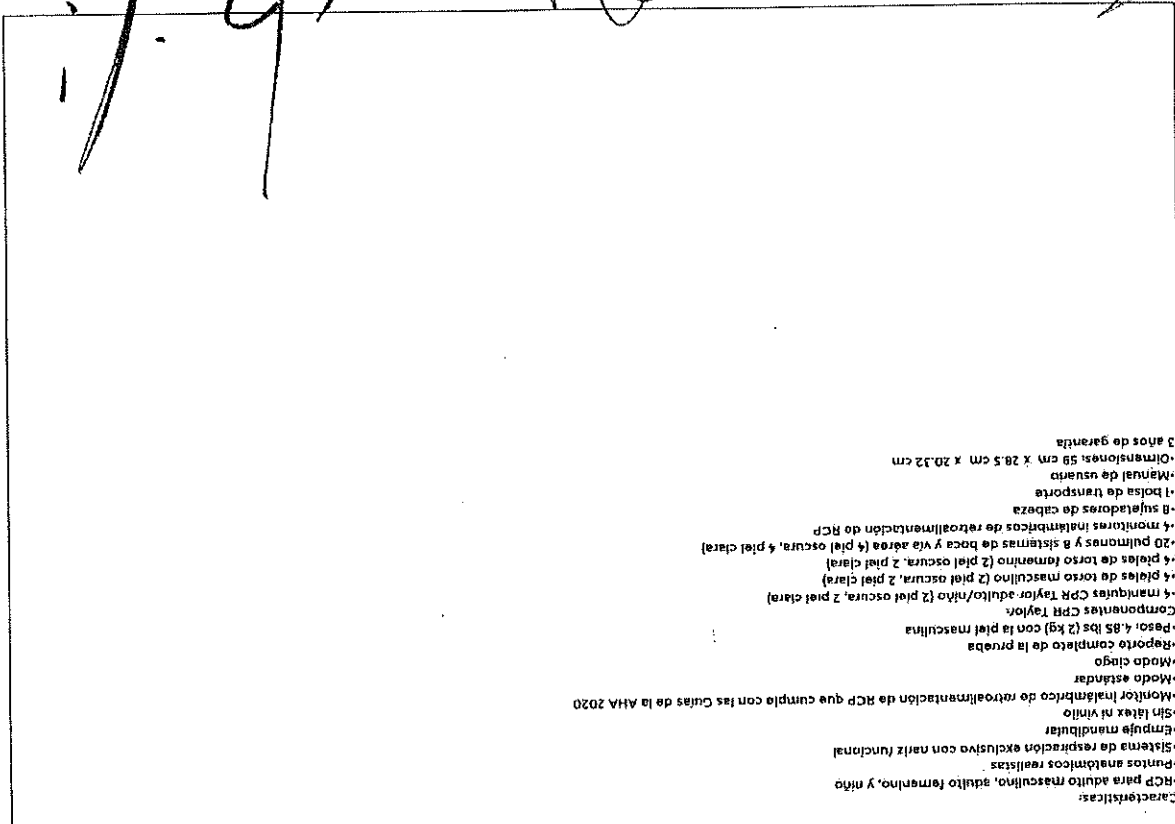 Características:
•RCP para adulto masculino, adulto femenino, y niño
•Puntos anatómicos realistas
•Sistema de respiración exclusivo con nariz funcional
•Empuje mandibular
•Sin látex ni vinilo
•Monitor inalámbrico de retroalimentación de RCP que cumple con las Guías de la AHA 2020
•Modo estándar
•Modo ciego
•Reporte completo de la prueba
•Peso: 4.85 lbs (2 kg) con la piel masculina
Componentes CPR Taylor:
•4 maniquíes CPR Taylor adulto/niño (2 piel oscura, 2 piel clara)
•4 pieles de torso masculino (2 piel oscura, 2 piel clara)
•4 pieles de torso femenino (2 piel oscura. 2 piel clara)
•20 pulmones y 8 sistemas de boca y vía aérea (4 piel oscura, 4 piel clara)
•4 monitores inalámbricos de retroalimentación de RCP
•8 sujetadores de cabeza
•1 bolsa de transporte
•Manual de usuario
•Dimensiones: 59 cm x 28.5 cm x 20.32 cm
3 años de garantía